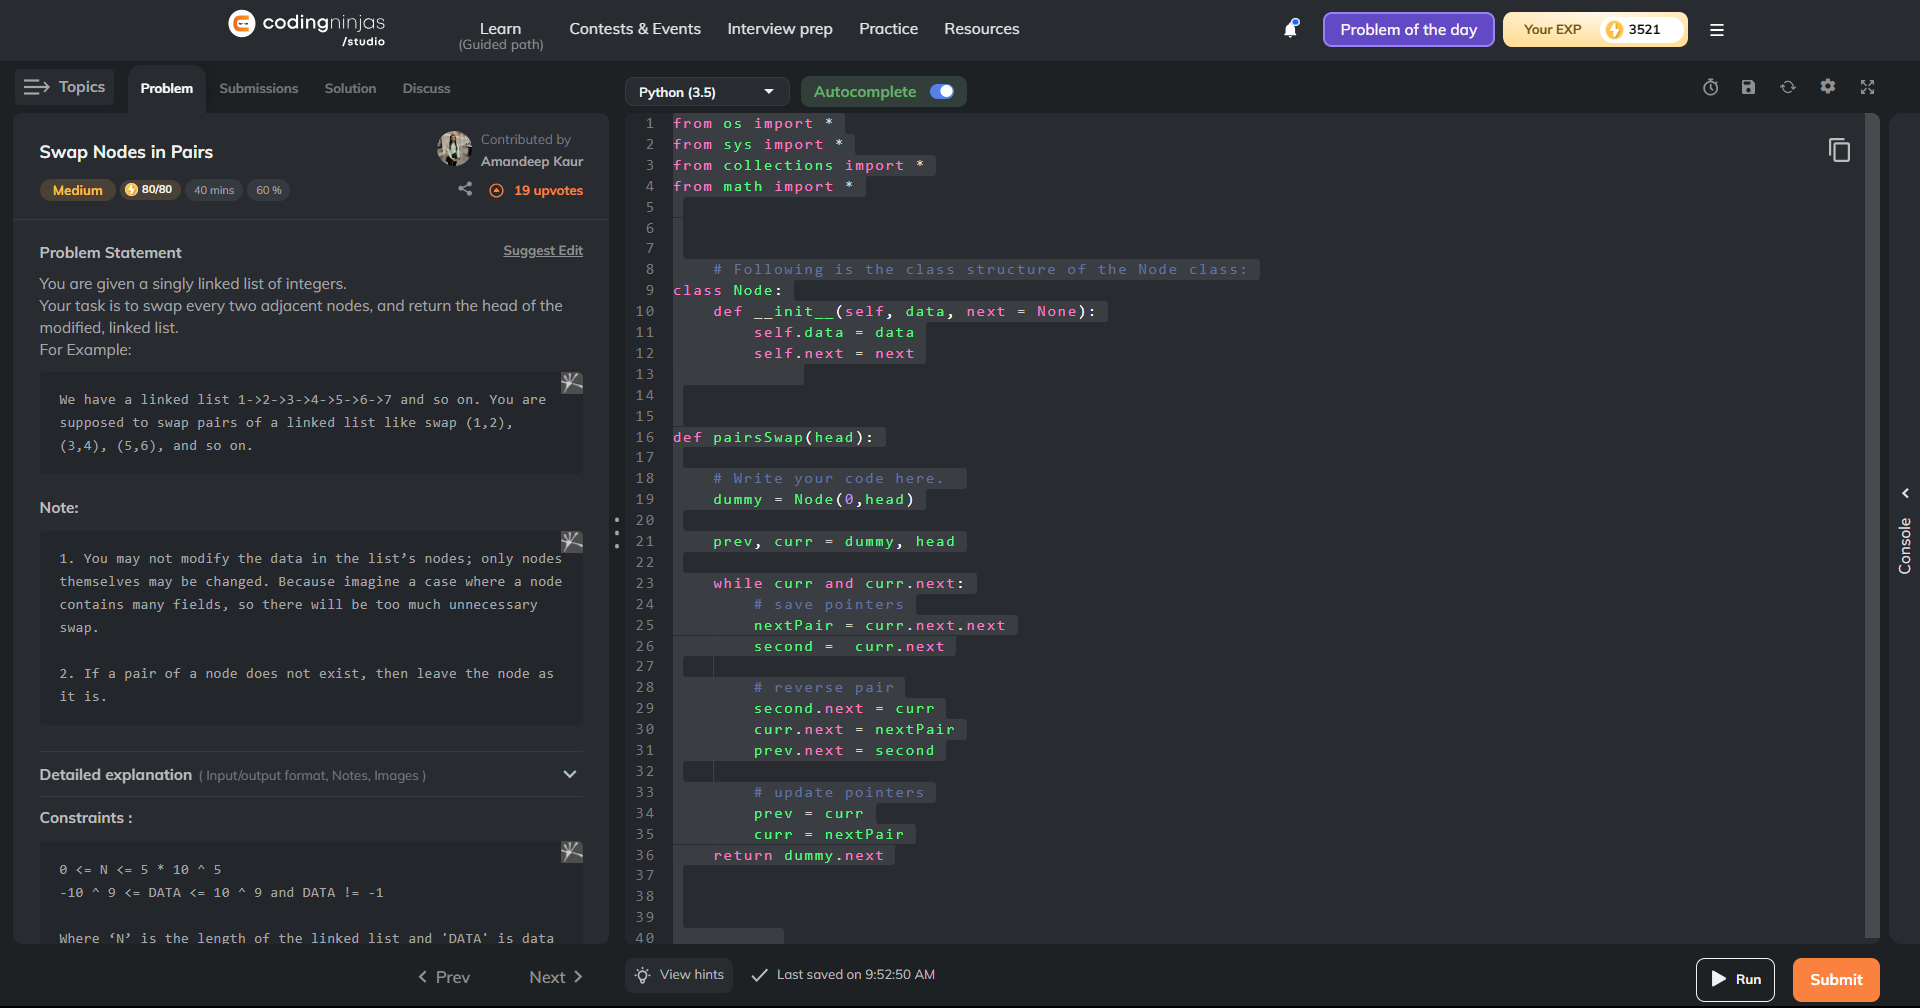 codingninjas
/studio
Learn
(Guided path)
Contests & Events
Interview prep
Practice
Resources
Problem of the day
Your EXP
3521
Topics
Problem
Submissions
Solution
Discuss
Swap Nodes in Pairs
Contributed by
Amandeep Kaur
Medium
80/80
40 mins
60 %
19 upvotes
Problem Statement
Suggest Edit
You are given a singly linked list of integers.
Your task is to swap every two adjacent nodes, and return the head of the
modified, linked list.
For Example:
We have a linked list 1->2->3->4->5->6->7 and so on. You are
supposed to swap pairs of a linked list like swap (1,2),
(3,4), (5,6), and so on.
Note:
1. You may not modify the data in the list’s nodes; only nodes
themselves may be changed. Because imagine a case where a node
contains many fields, so there will be too much unnecessary
swap.
2. If a pair of a node does not exist, then leave the node as
it is.
Detailed explanation ( Input/output format, Notes, Images )
Constraints :
0 <= N <= 5 * 10 ^ 5
-10 ^ 9 <= DATA <= 10 ^ 9 and DATA != -1
Where ‘N’ is the length of the linked list and 'DATA' is data
Prev
Next
Python (3.5)
Autocomplete
1 from os import *
2 from sys import *
3 from collections import *
4 from math import *
5
6
7
8     # Following is the class structure of the Node class:
9 class Node:
10     def __init__(self, data, next = None):
11         self.data = data
12         self.next = next
13
14
15
16 def pairsSwap(head):
17
18     # Write your code here.
19     dummy = Node(0,head)
20
21     prev, curr = dummy, head
22
23     while curr and curr.next:
24         # save pointers
25         nextPair = curr.next.next
26         second =  curr.next
27
28         # reverse pair
29         second.next = curr
30         curr.next = nextPair
31         prev.next = second
32
33         # update pointers
34         prev = curr
35         curr = nextPair
36     return dummy.next
37
38
39
40
Console
View hints
Last saved on 9:52:50 AM
Run
Submit